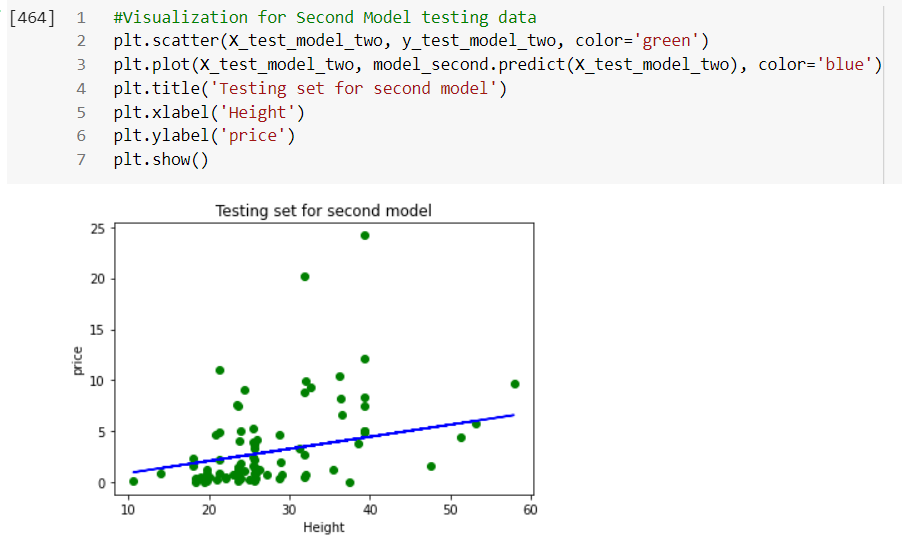 [464] 1 #Visualization for Second Model testing data
2 plt.scatter(X_test_model_two, y_test_model_two, color='green')
3 plt.plot(X_test_model_two, model_second.predict(X_test_model_two), color='blue')
4 plt.title('Testing set for second model')
5 plt.xlabel('Height')
6 plt.ylabel('price')
7 plt.show()
Testing set for second model
25
20
15
10
5
0
price
10 20 30 40 50 60
Height